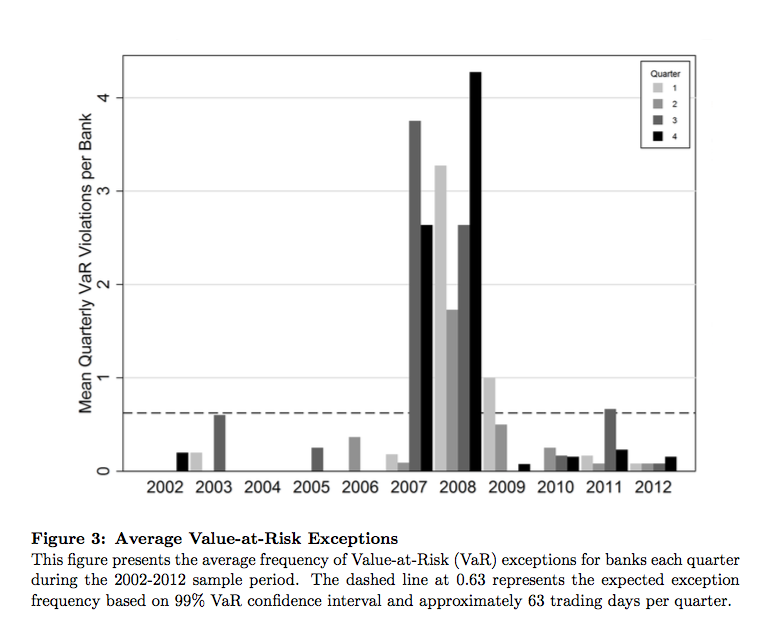 Quarter
1
2
3
4
Mean Quarterly VaR Violations per Bank
4
3
2
1
0
2002 2003 2004 2005 2006 2007 2008 2009 2010 2011 2012
Figure 3: Average Value-at-Risk Exceptions
This figure presents the average frequency of Value-at-Risk (VaR) exceptions for banks each quarter
during the 2002-2012 sample period. The dashed line at 0.63 represents the expected exception
frequency based on 99% VaR confidence interval and approximately 63 trading days per quarter.